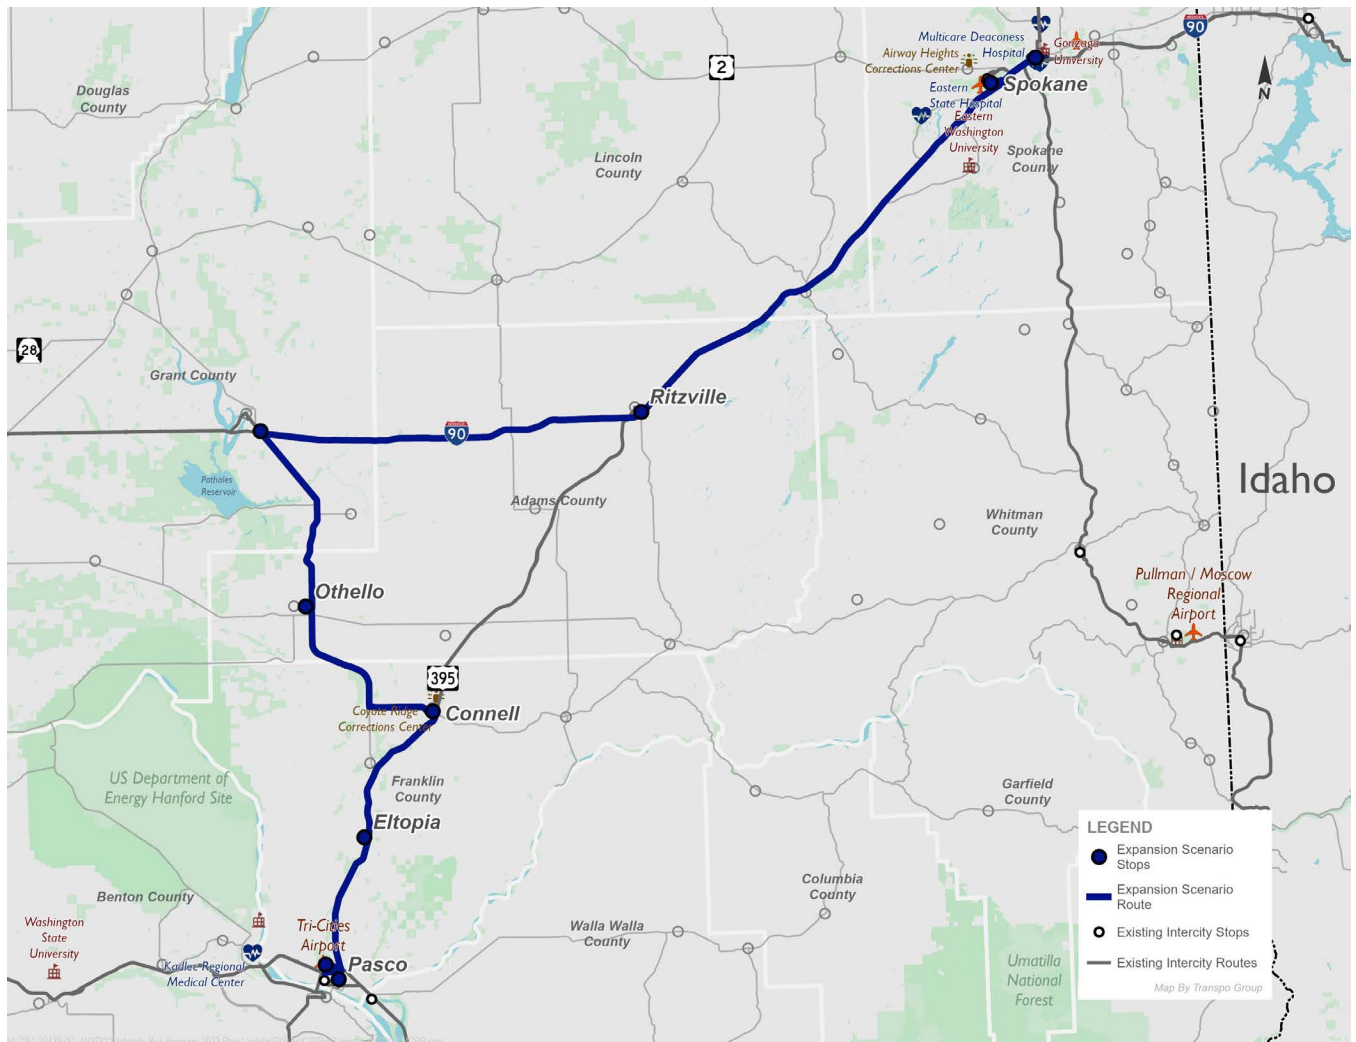 Multicare Deaconess
Hospital
Gonzaga
University
Airway Heights
Corrections Center
90
2
N
Spokane
Eastern
State Hospital
Eastern
Washington
University
Douglas
County
Lincoln
County
Spokane
County
28
Grant County
Ritzville
90
Potholes
Reservoir
Adams County
Idaho
Whitman
County
Pullman / Moscow
Regional
Airport
Othello
395
Coyote Ridge
Corrections Center
Connell
US Department of
Energy Hanford Site
Franklin
County
Eltopia
Garfield
County
Benton County
Columbia
County
Washington
State
University
Tri-Cities
Airport
Walla Walla
County
Kadlec Regional
Medical Center
Pasco
Umatilla
National
Forest
LEGEND
Expansion Scenario
Stops
Expansion Scenario
Route
Existing Intercity Stops
Existing Intercity Routes
Map By Transpo Group